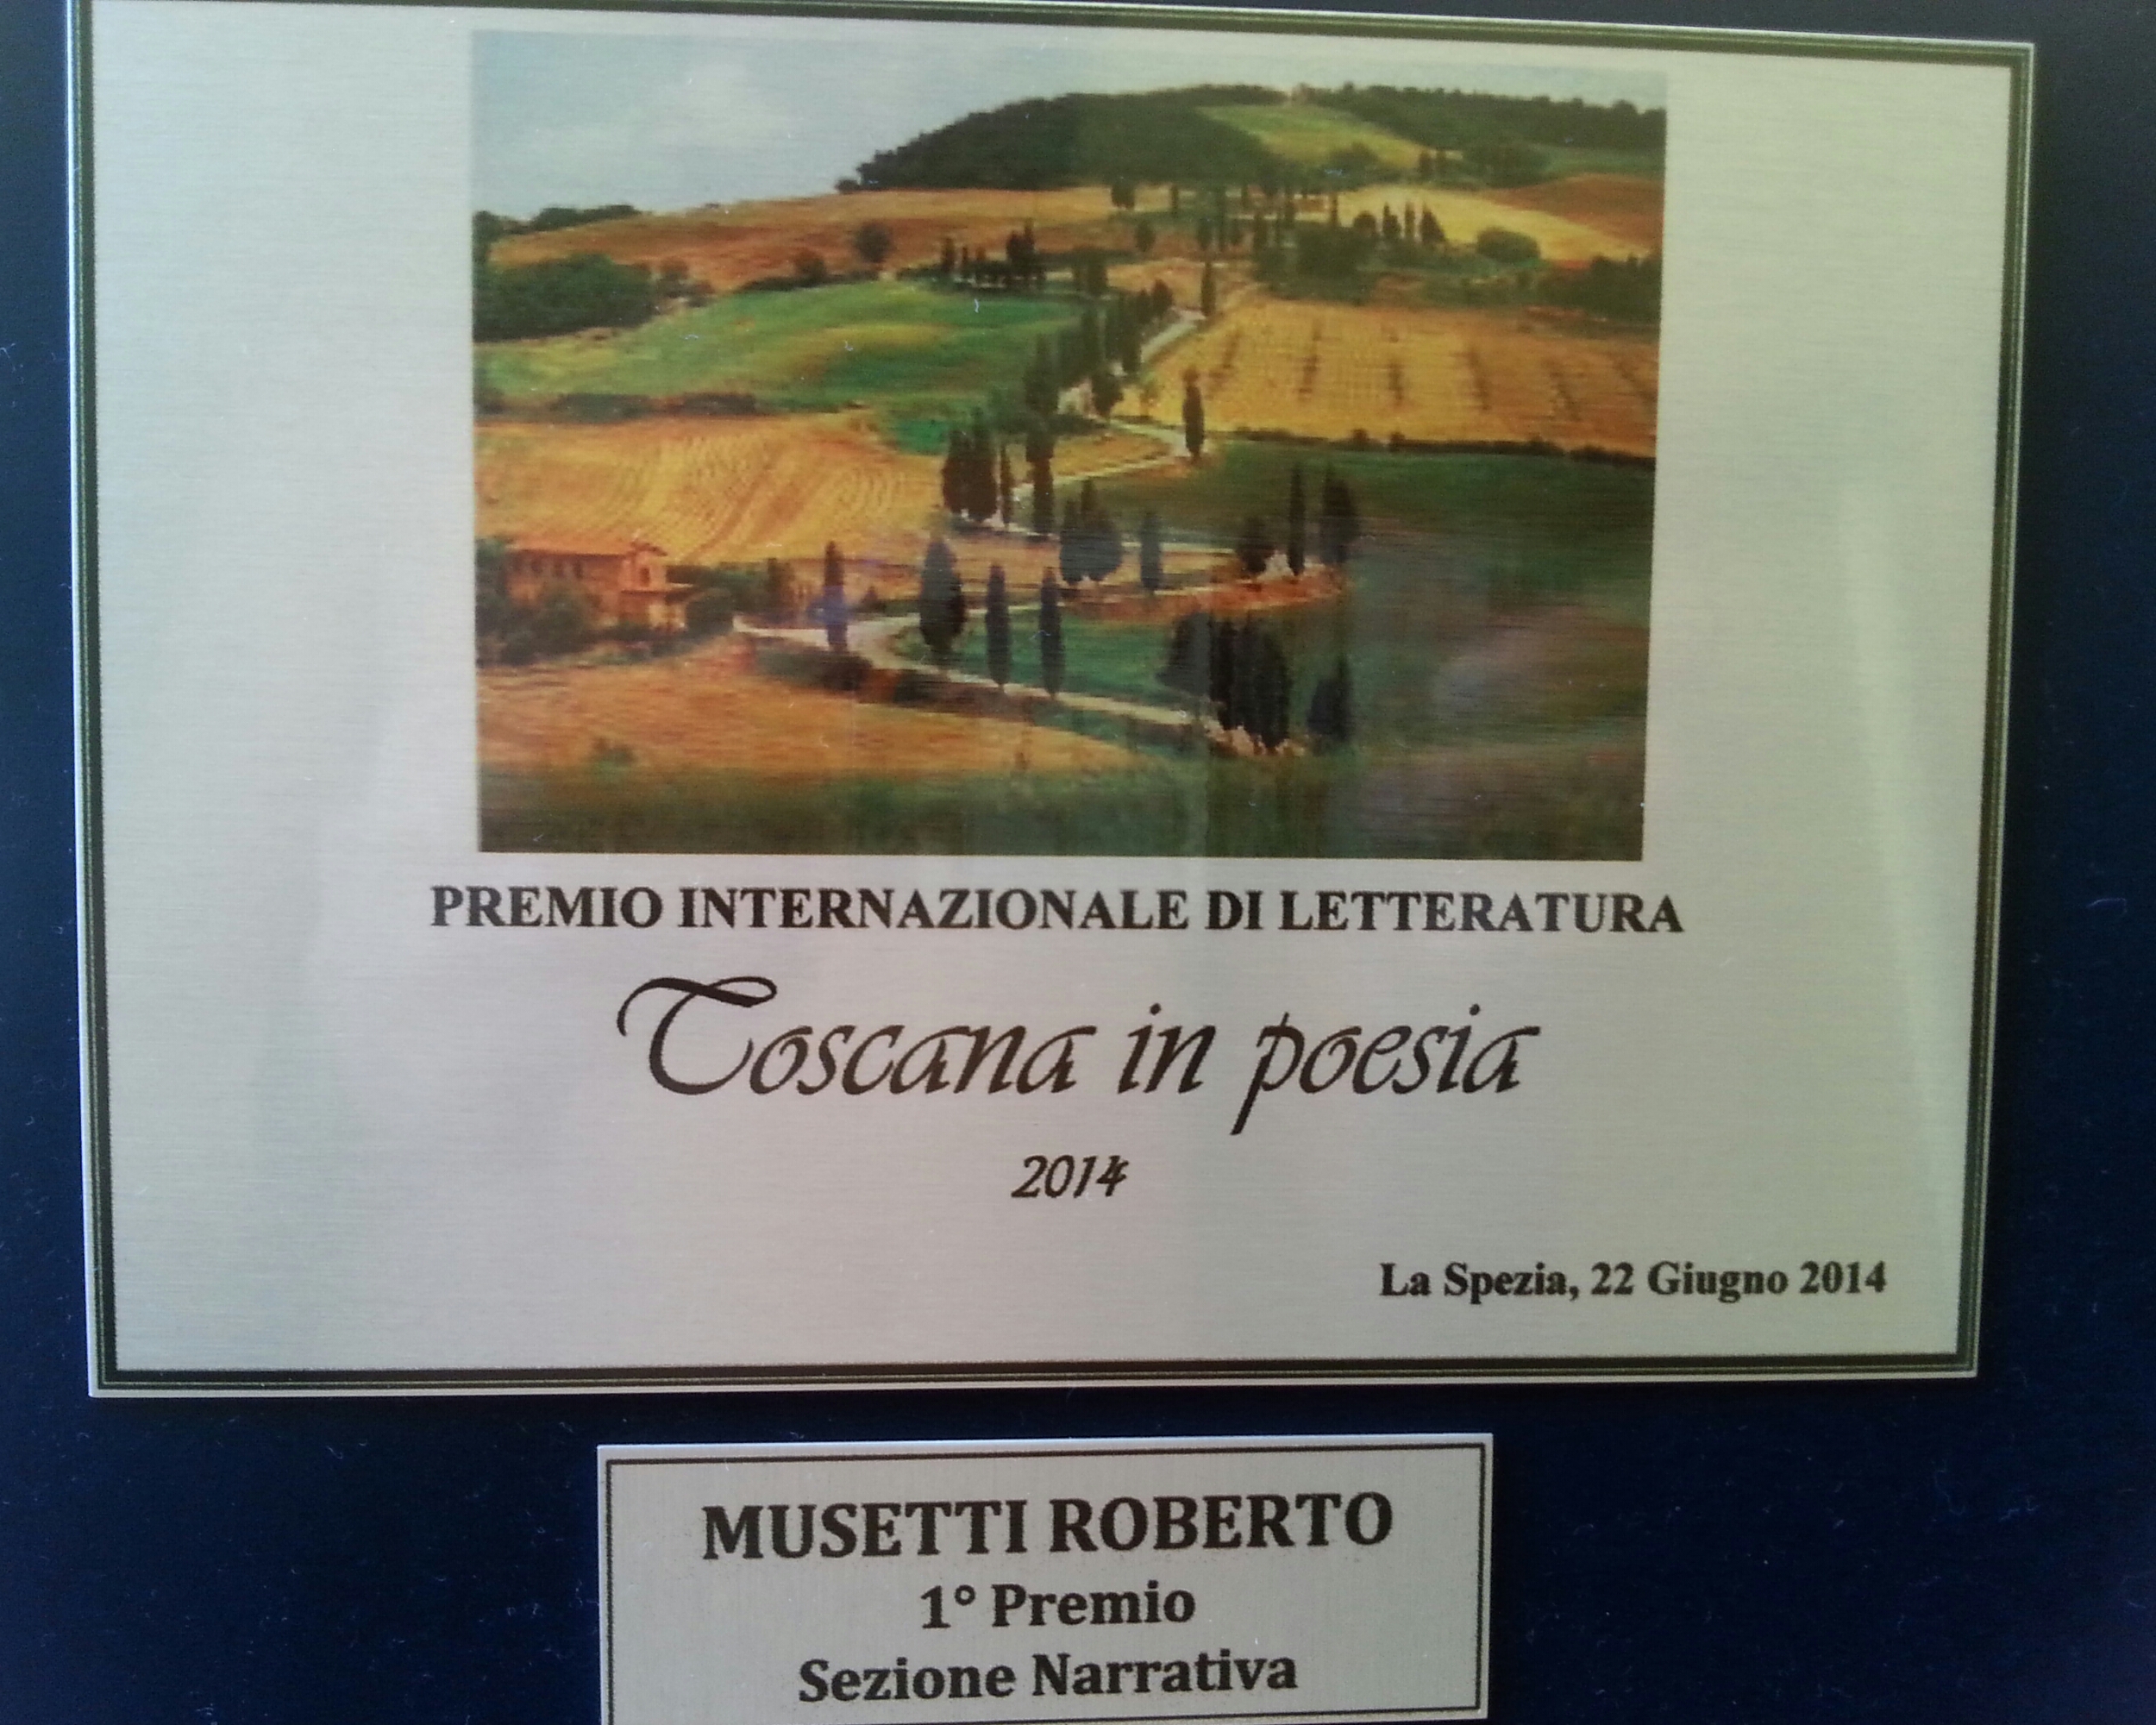 PREMIO INTERNAZIONALE DI LETTERATURA
Toscana in poesia
2014
La Spezia, 22 Giugno 2014
MUSETTI ROBERTO
1° Premio
Sezione Narrativa